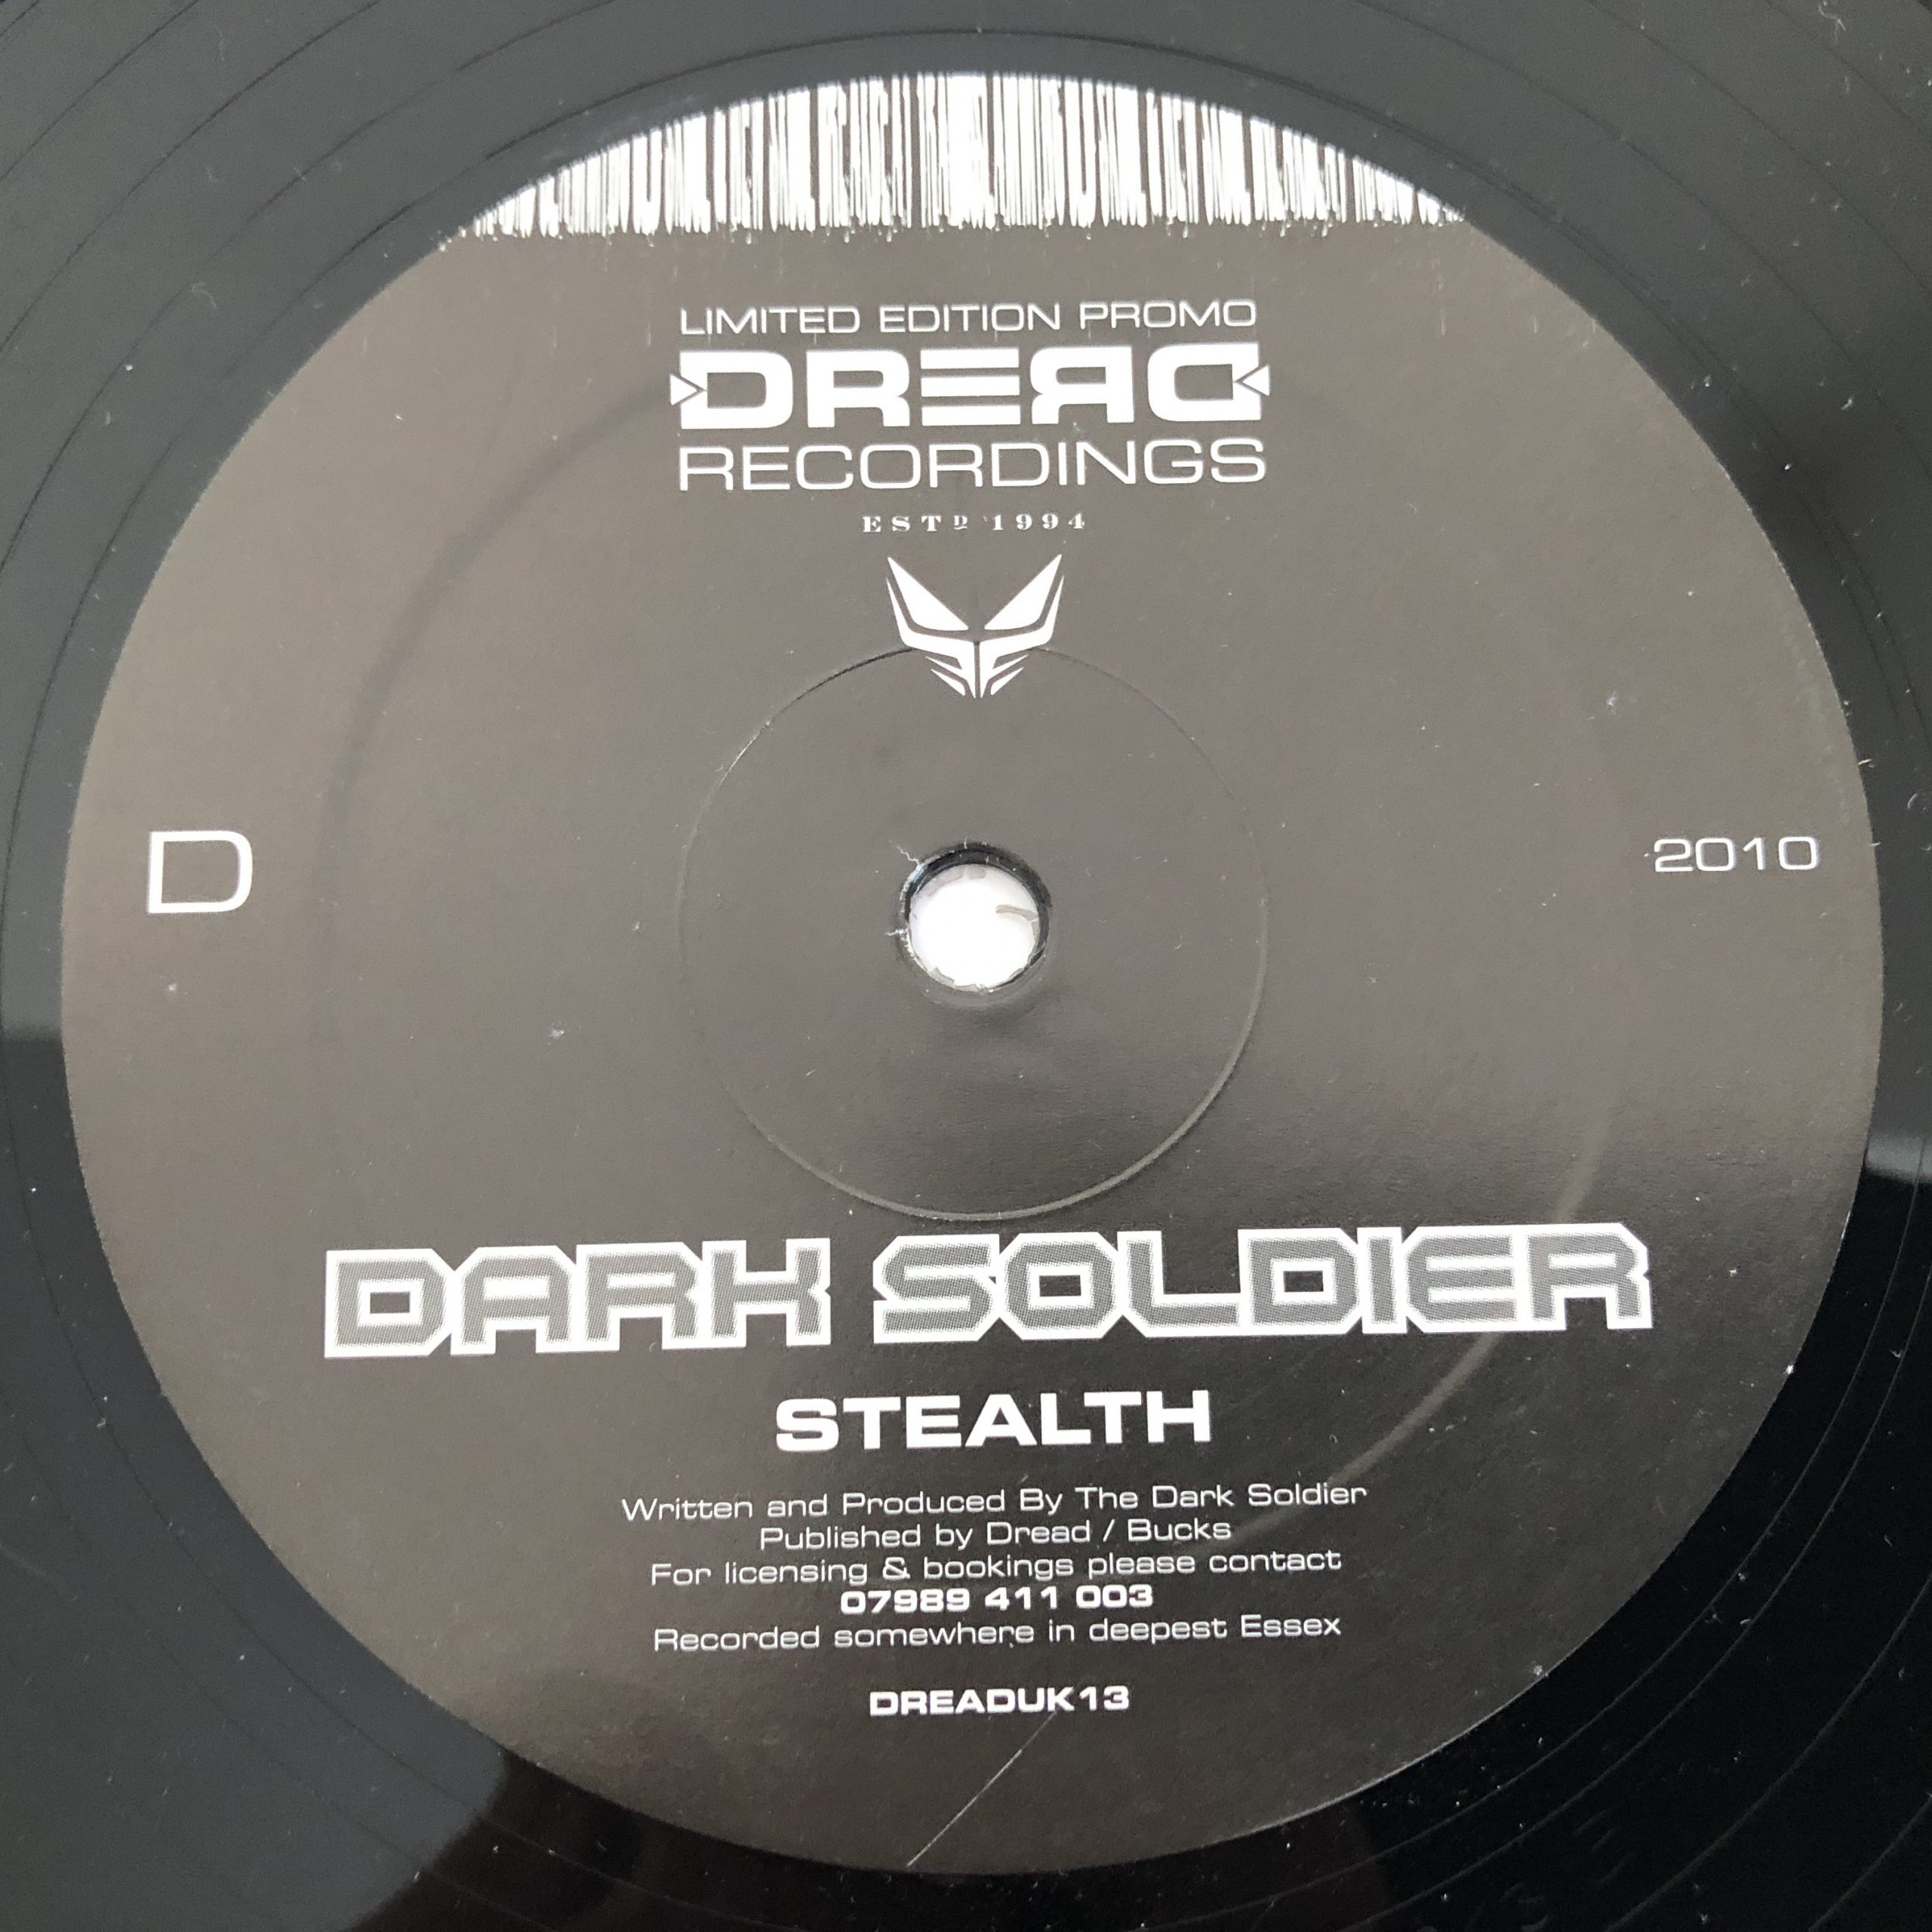 LIMITED EDITION PROMO
DREAD
RECORDINGS
ESTD 1994
D
2010
DARK SOLDIER
STEALTH
Written and Produced By The Dark Soldier
Published by Dread / Bucks
For licensing & bookings please contact
07989 411 003
Recorded somewhere in deepest Essex
DREADUK13